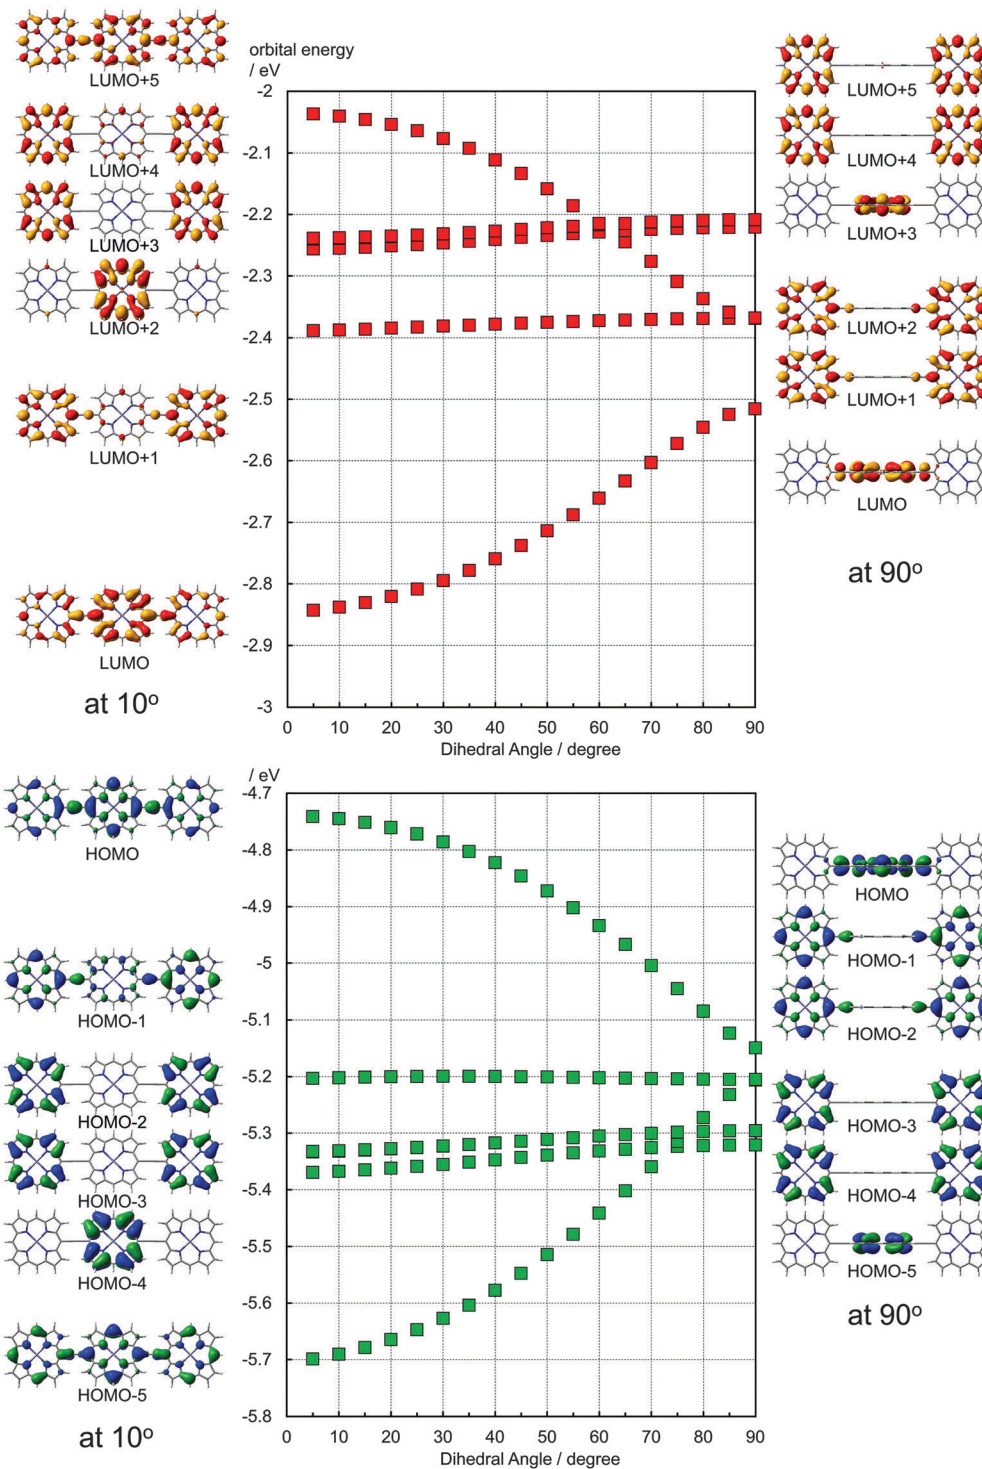 LUMO+5
LUMO+4
LUMO+3
LUMO+2
LUMO+1
LUMO
at 10°
orbital energy
/ eV
-2
-2.1
-2.2
-2.3
-2.4
-2.5
-2.6
-2.7
-2.8
-2.9
-3
0 10 20 30 40 50 60 70 80 90
Dihedral Angle / degree
LUMO+5
LUMO+4
LUMO+3
LUMO+2
LUMO+1
LUMO
at 90°
HOMO
HOMO-1
HOMO-2
HOMO-3
HOMO-4
HOMO-5
at 10°
/ eV
-4.7
-4.8
-4.9
-5
-5.1
-5.2
-5.3
-5.4
-5.5
-5.6
-5.7
-5.8
0 10 20 30 40 50 60 70 80 90
Dihedral Angle / degree
HOMO
HOMO-1
HOMO-2
HOMO-3
HOMO-4
HOMO-5
at 90°